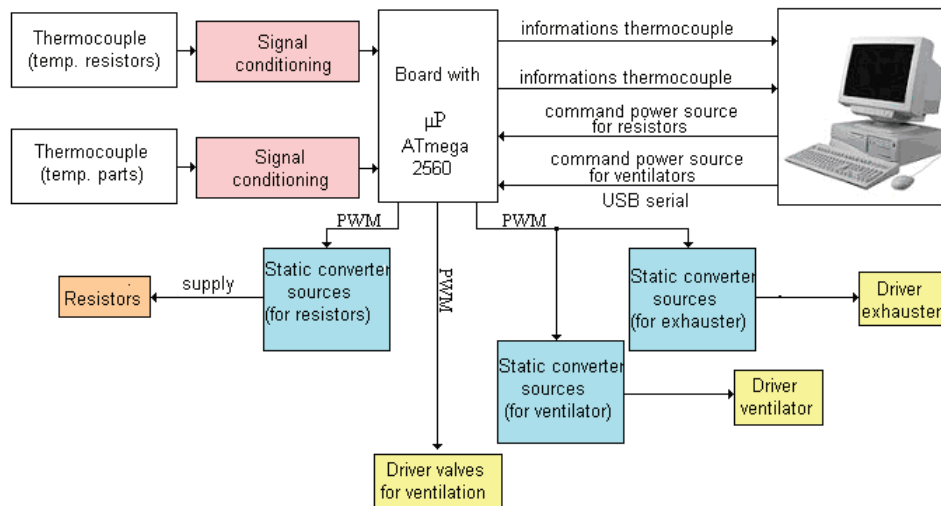 Thermocouple
(temp. resistors)
Signal
conditioning
Board with
μP
ATmega
2560
informations thermocouple
informations thermocouple
command power source
for resistors
command power source
for ventilators
USB serial
Thermocouple
(temp. parts)
Signal
conditioning
PWM
PWM
PWM
Resistors
supply
Static converter
sources
(for resistors)
Static converter
sources
(for exhauster)
Driver
exhauster
Static converter
sources
(for ventilator)
Driver
ventilator
Driver valves
for ventilation